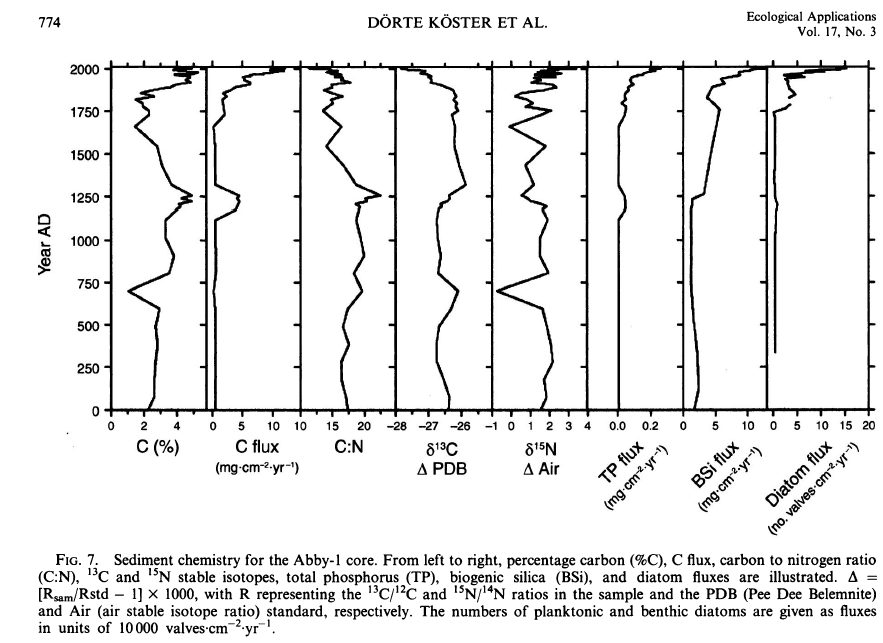 774
DÖRTE KÖSTER ET AL.
Ecological Applications
Vol. 17, No. 3
2000
1750
1500
1250
1000
750
500
250
0
Year AD
0 2 4 0 5 10 15 20 −28 −27 −26 −1 0 1 2 3 4 0.0 0.2 0 5 10 0 5 10 15 20
C (%)
C flux
(mg·cm⁻²·yr⁻¹)
C:N
δ¹³C
Δ PDB
δ¹⁵N
Δ Air
TP flux
(mg·cm⁻²·yr⁻¹)
BSi flux
(mg·cm⁻²·yr⁻¹)
Diatom flux
(no. valves·cm⁻²·yr⁻¹)
FIG. 7. Sediment chemistry for the Abby-1 core. From left to right, percentage carbon (%C), C flux, carbon to nitrogen ratio
(C:N), ¹³C and ¹⁵N stable isotopes, total phosphorus (TP), biogenic silica (BSi), and diatom fluxes are illustrated. Δ =
[Rsam/Rstd − 1] × 1000, with R representing the ¹³C/¹²C and ¹⁵N/¹⁴N ratios in the sample and the PDB (Pee Dee Belemnite)
and Air (air stable isotope ratio) standard, respectively. The numbers of planktonic and benthic diatoms are given as fluxes
in units of 10 000 valves·cm⁻²·yr⁻¹.